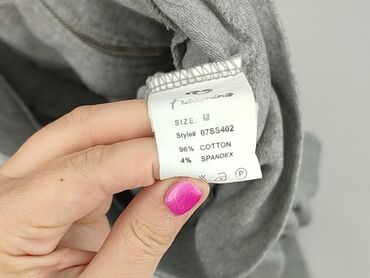 SIZE: M
Style# 07SS402
96% COTTON
4% SPANDEX
P